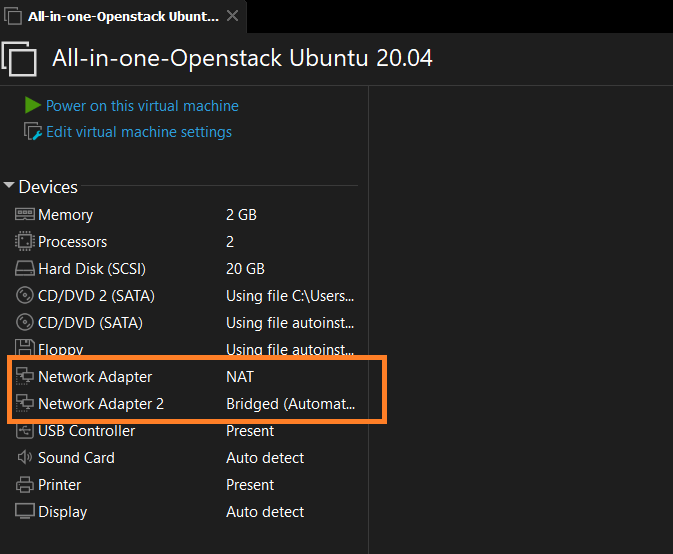 All-in-one-Openstack Ubunt...
All-in-one-Openstack Ubuntu 20.04
Power on this virtual machine
Edit virtual machine settings
Devices
Memory 2 GB
Processors 2
Hard Disk (SCSI) 20 GB
CD/DVD 2 (SATA) Using file C:\Users...
CD/DVD (SATA) Using file autoinst...
Floppy Using file autoinst...
Network Adapter NAT
Network Adapter 2 Bridged (Automat...
USB Controller Present
Sound Card Auto detect
Printer Present
Display Auto detect